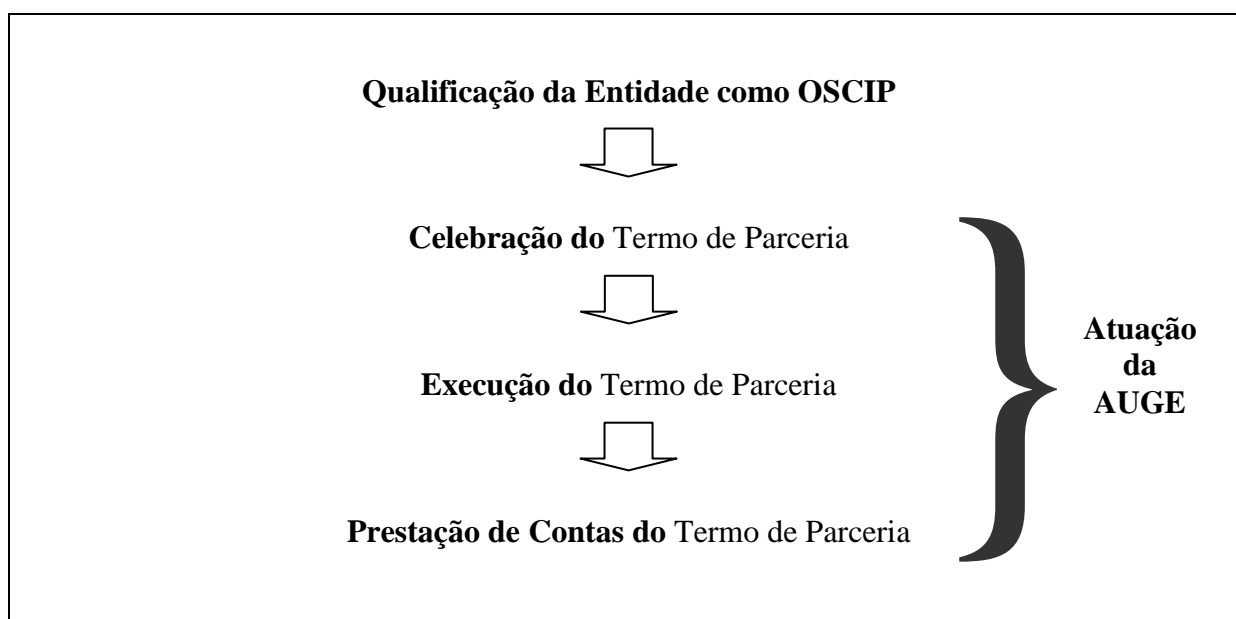 Qualificação da Entidade como OSCIP
Celebração do Termo de Parceria
Execução do Termo de Parceria
Prestação de Contas do Termo de Parceria
Atuação
da
AUGE